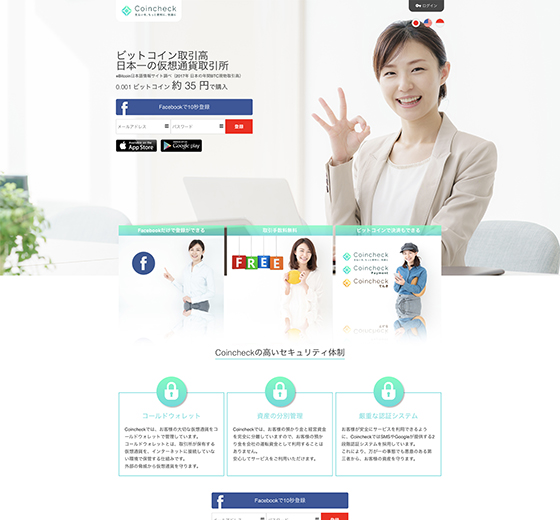 Coincheck
ログイン
ビットコイン取引高
日本一の仮想通貨取引所
0.001 ビットコイン 約 35 円で購入
Facebookで10秒登録
メールアドレス
パスワード
登録
Available on the
App Store
Google play
Facebookだけで登録ができる
取引手数料無料
ビットコインで決済もできる
FREE
Coincheck
Coincheck
Payment
Coincheck
でんき
Coincheckの高いセキュリティ体制
コールドウォレット
Coincheckでは、お客様の大切な仮想通貨をコ
ールドウォレットで管理しています。
コールドウォレットとは、取引所が保有する
仮想通貨を、インターネットに接続していな
い環境で保管する仕組みです。
外部の脅威から仮想通貨を守ります。
資産の分別管理
Coincheckでは、お客様の預かり金と経営資金
を完全に分離していますので、お客様の預か
り金を会社の運転資金として利用することは
ありません。
安心してサービスをご利用いただけます。
厳重な認証システム
お客様が安全にサービスを利用できるよう
に、CoincheckではSMSやGoogleが提供する2
段階認証システムを採用しています。
これにより、万が一の事態でも悪意のある第
三者から、お客様の資産を守ります。
Facebookで10秒登録